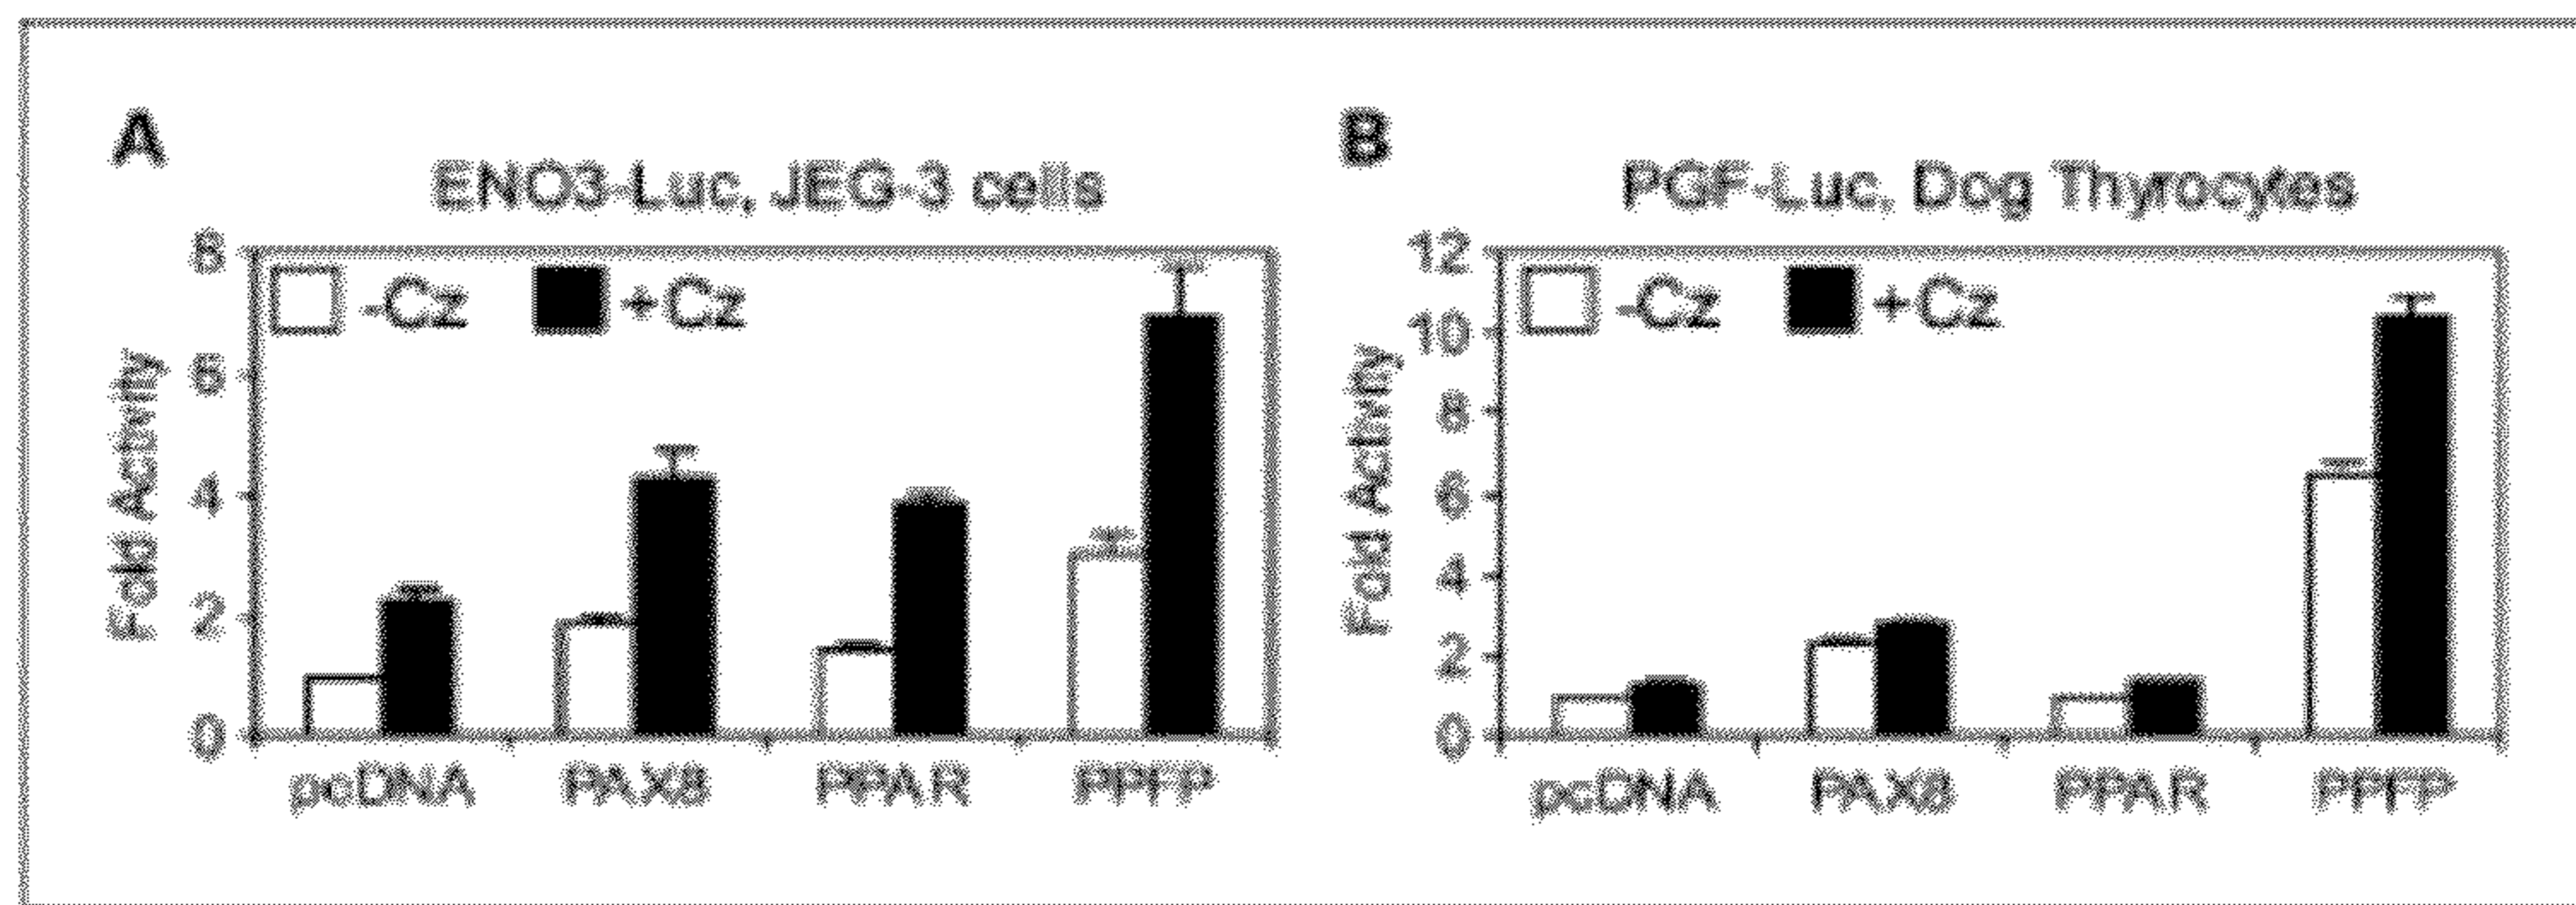 A
ENO3-Luc, JEG-3 cells
8
6
4
2
0
Fold Activity
-Cz
+Cz
pcDNA
PAX8
PPAR
PPFP
B
PGF-Luc, Dog Thyrocytes
12
10
8
6
4
2
0
Fold Activity
-Cz
+Cz
pcDNA
PAX8
PPAR
PPFP